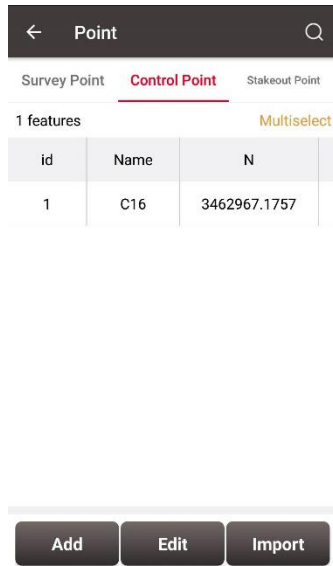 Point
Survey Point Control Point Stakeout Point
1 features Multiselect
id Name N
1 C16 3462967.1757
Add Edit Import